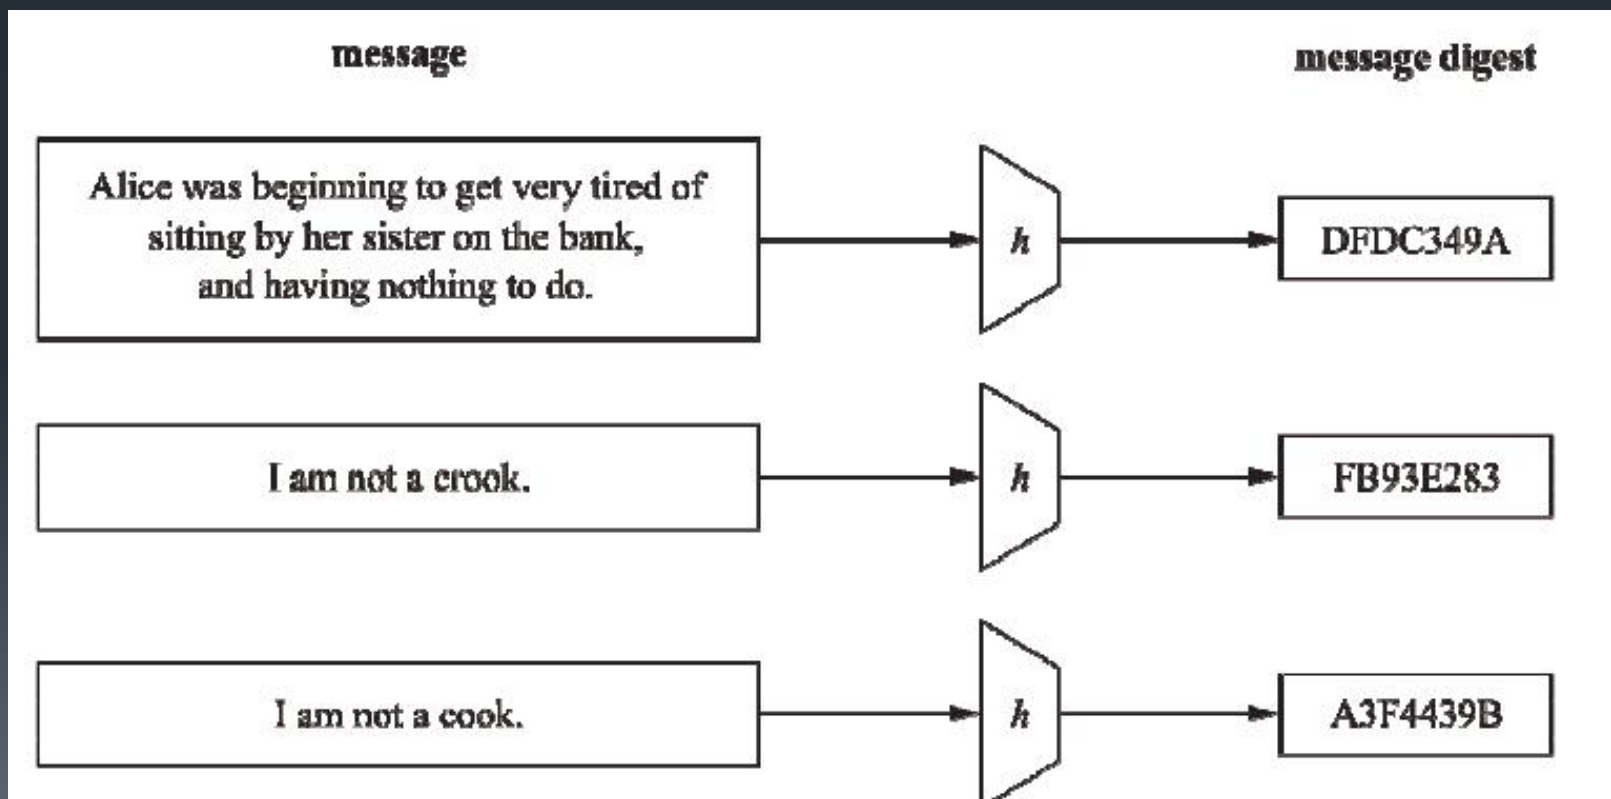 message
message digest
Alice was beginning to get very tired of
sitting by her sister on the bank,
and having nothing to do.
h
DFDC349A
I am not a crook.
h
FB93E283
I am not a cook.
h
A3F4439B